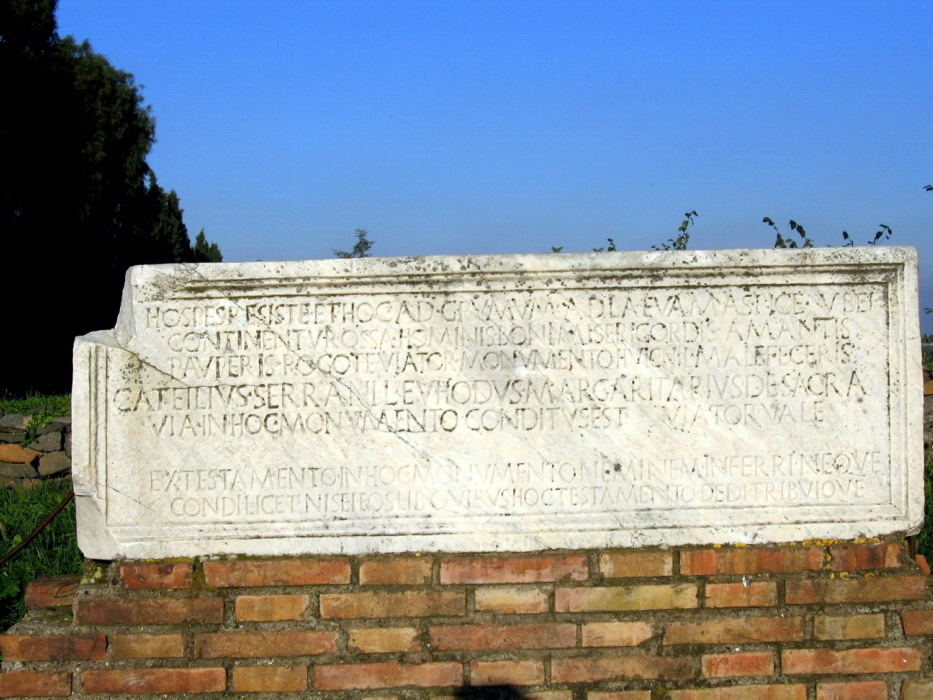 HOSPES·RESISTE·ET·HOC·AD·GRVMVM·AD·LAEVAM·ASPICE·VBEI
CONTINENTVR·OSSA·HOMINIS·BONI·MISERICORDIS·AMANTIS
PAVPERIS·ROGO·TE·VIATOR·MONVMENTO·HVIC·NIL·MALE·FECERIS
C·ATEILIVS·SERRANI·L·EVHODVS·MARGARITARIVS·DE·SACRA
VIA·IN·HOC·MONVMENTO·CONDITVS·EST·VIATOR·VALE
EX·TESTAMENTO·IN·HOC·MONVMENTO·NEMINEM·INFERRI·NEQVE
CONDI·LICET·NISEI·EOS·LIB·QVIBVS·HOC·TESTAMENTO·DEDI·TRIBVIQVE